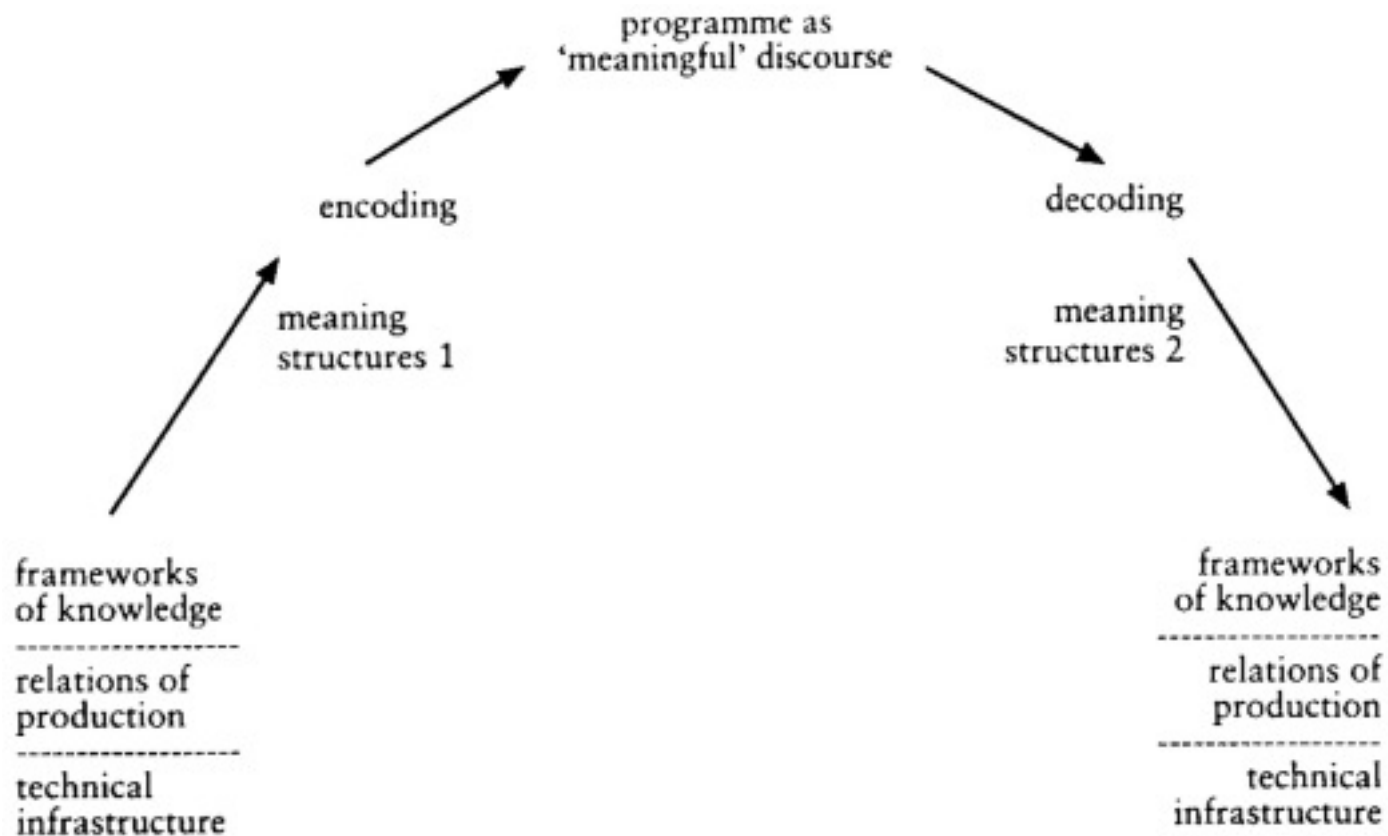 programme as
‘meaningful’ discourse
encoding
decoding
meaning
structures 1
meaning
structures 2
frameworks
of knowledge
relations of
production
technical
infrastructure
frameworks
of knowledge
relations of
production
technical
infrastructure